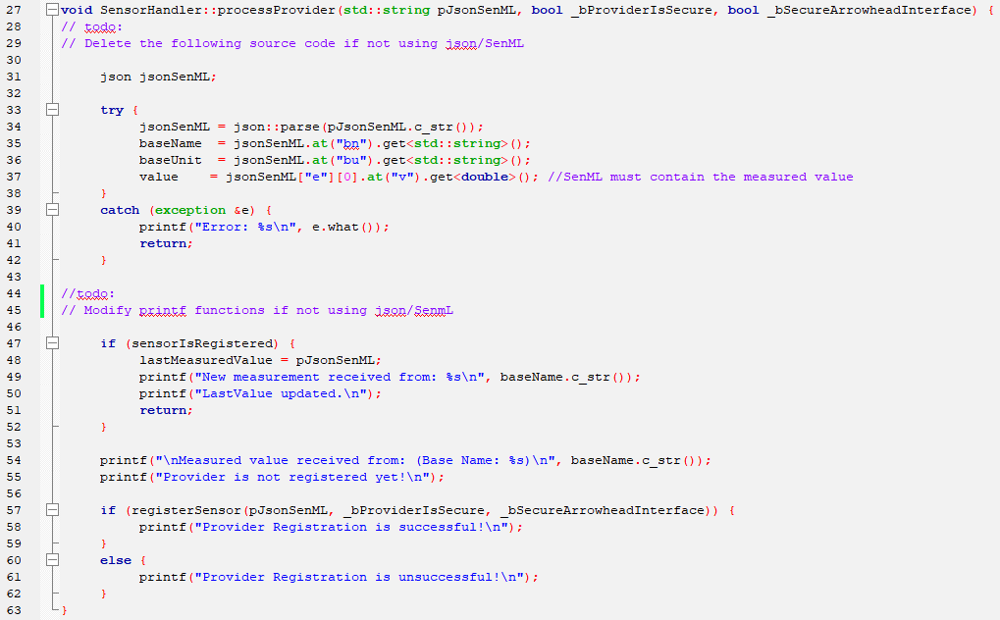 27 void SensorHandler::processProvider(std::string pJsonSenML, bool _bProviderIsSecure, bool _bSecureArrowheadInterface) {
28 // todo:
29 // Delete the following source code if not using json/SenML
30
31 json jsonSenML;
32
33 try {
34 jsonSenML = json::parse(pJsonSenML.c_str());
35 baseName  = jsonSenML.at("bn").get<std::string>();
36 baseUnit  = jsonSenML.at("bu").get<std::string>();
37 value    = jsonSenML["e"][0].at("v").get<double>(); //SenML must contain the measured value
38 }
39 catch (exception &e) {
40 printf("Error: %s\n", e.what());
41 return;
42 }
43
44 //todo:
45 // Modify printf functions if not using json/SenmL
46
47 if (sensorIsRegistered) {
48 lastMeasuredValue = pJsonSenML;
49 printf("New measurement received from: %s\n", baseName.c_str());
50 printf("LastValue updated.\n");
51 return;
52 }
53
54 printf("\nMeasured value received from: (Base Name: %s)\n", baseName.c_str());
55 printf("Provider is not registered yet!\n");
56
57 if (registerSensor(pJsonSenML, _bProviderIsSecure, _bSecureArrowheadInterface)) {
58 printf("Provider Registration is successful!\n");
59 }
60 else {
61 printf("Provider Registration is unsuccessful!\n");
62 }
63 }